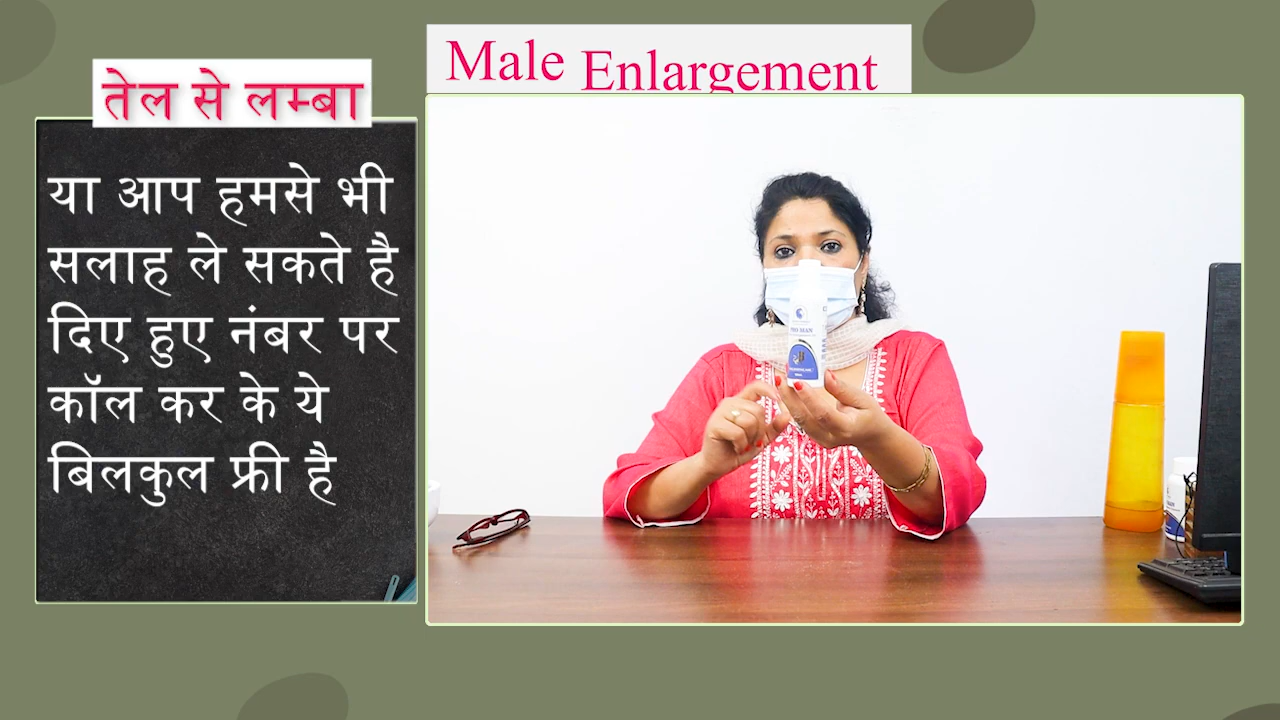 Male Enlargement
तेल से लम्बा
या आप हमसे भी
सलाह ले सकते है
दिए हुए नंबर पर
कॉल कर के ये
बिलकुल फ्री है